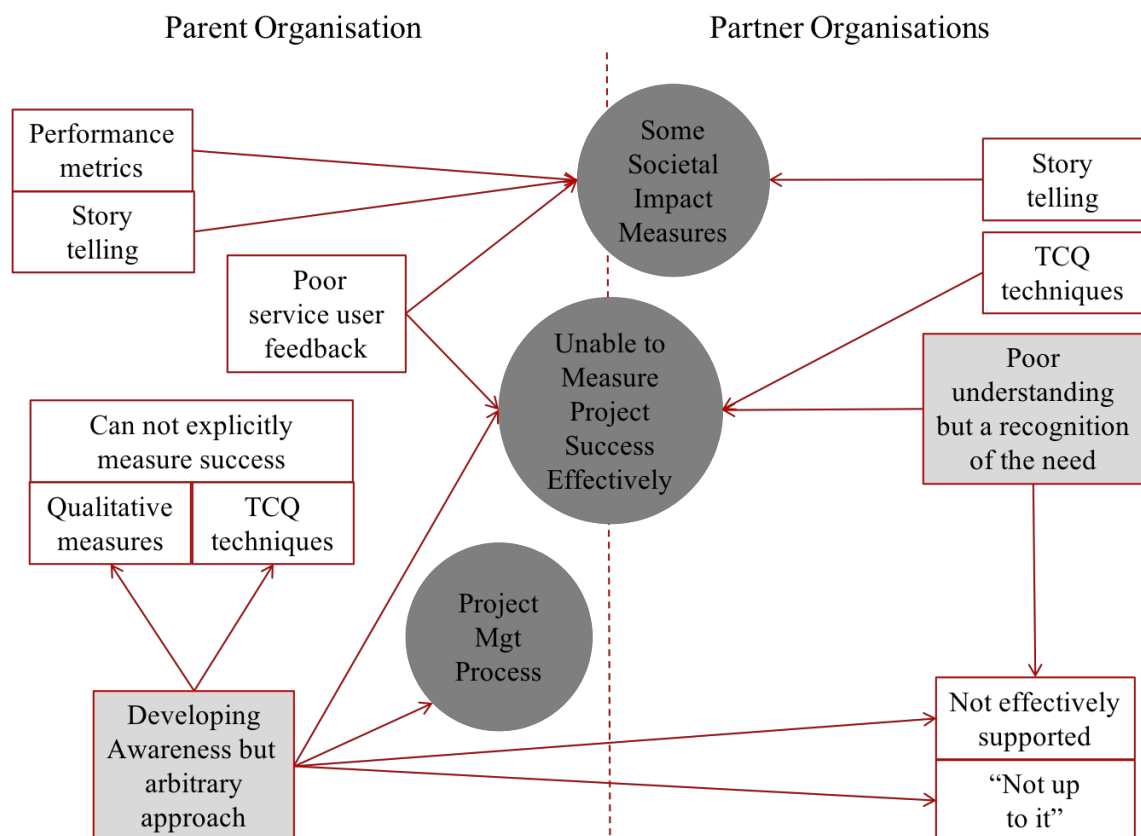 Parent Organisation
Partner Organisations
Performance
metrics
Story
telling
Some
Societal
Impact
Measures
Story
telling
TCQ
techniques
Poor
service user
feedback
Unable to
Measure
Project
Success
Effectively
Poor
understanding
but a recognition
of the need
Can not explicitly
measure success
Qualitative
measures
TCQ
techniques
Project
Mgt
Process
Developing
Awareness but
arbitrary
approach
Not effectively
supported
“Not up
to it”